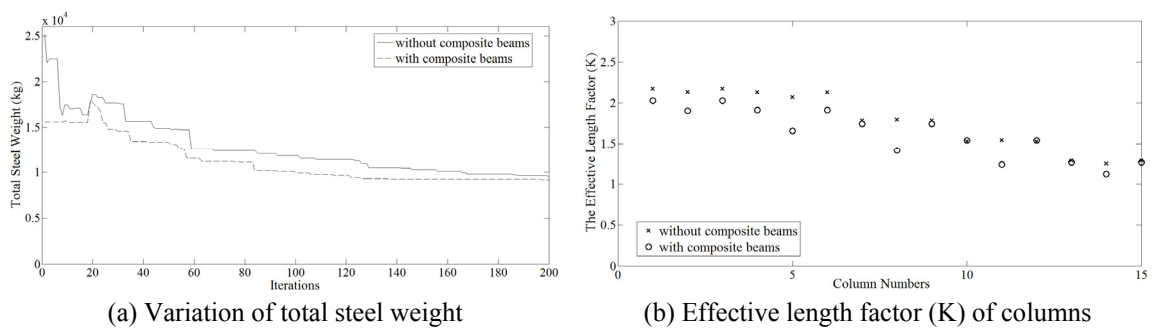 x 10^4
2.5
2
1.5
1
0.5
0
Total Steel Weight (kg)
without composite beams
with composite beams
0 20 40 60 80 100 120 140 160 180 200
Iterations
(a) Variation of total steel weight
3
2.5
2
1.5
1
0.5
0
The Effective Length Factor (K)
without composite beams
with composite beams
0 5 10 15
Column Numbers
(b) Effective length factor (K) of columns